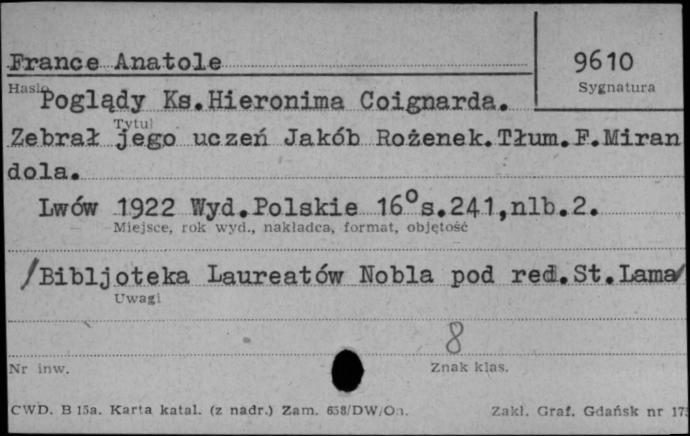 France Anatole
9610
Hasło
Sygnatura
Poglądy Ks.Hieronima Coignarda.
Tytuł
Zebrał jego uczeń Jakób Rożenek.Tłum.F.Miran
dola.
Lwów 1922 Wyd.Polskie 16° s.241,nlb.2.
Miejsce, rok wyd., nakładca, format, objętość
/Bibljoteka Laureatów Nobla pod red.St.Lama/
Uwagi
8
Nr inw.
Znak klas.
CWD. B 15a. Karta katal. (z nadr.) Zam. 658/DW/
Zakł. Graf. Gdańsk nr